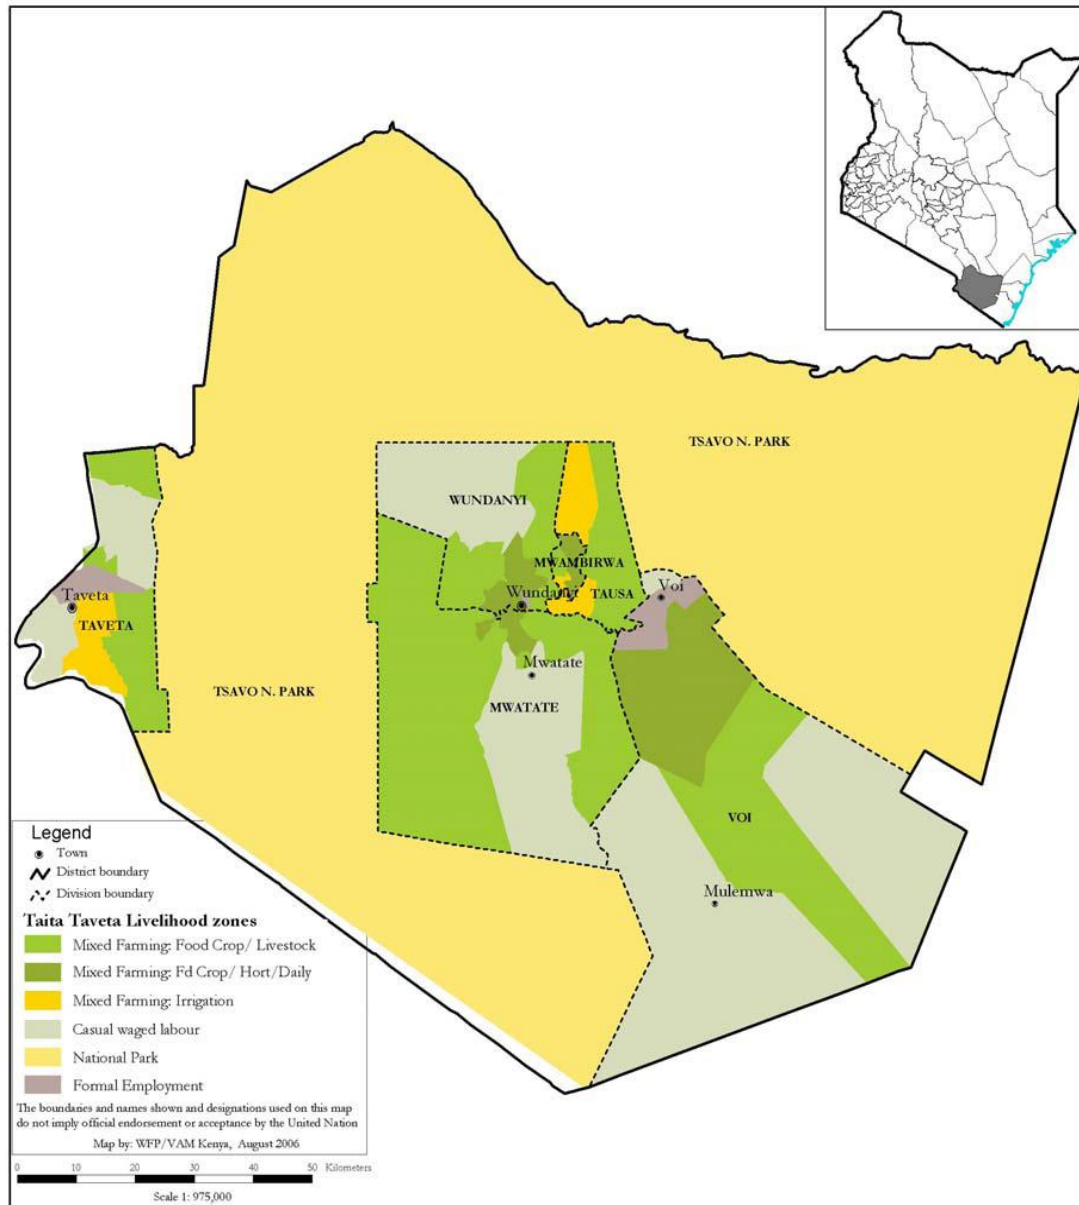 TSAVO N. PARK
WUNDANYI
MWAMBIRWA
Wundanyi
TAUSA
Voi
Taveta
TAVETA
Mwatate
TSAVO N. PARK
MWATATE
VOI
Mulemwa
Legend
Town
District boundary
Division boundary
Taita Taveta Livelihood zones
Mixed Farming: Food Crop/ Livestock
Mixed Farming: Fd Crop/ Hort/Daily
Mixed Farming: Irrigation
Casual waged labour
National Park
Formal Employment
The boundaries and names shown and designations used on this map
do not imply official endorsement or acceptance by the United Nation
Map by: WFP/VAM Kenya, August 2006
0 10 20 30 40 50 Kilometers
Scale 1: 975,000